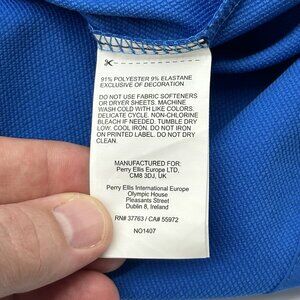 91% POLYESTER 9% ELASTANE
EXCLUSIVE OF DECORATION
DO NOT USE FABRIC SOFTENERS
OR DRYER SHEETS. MACHINE
WASH COLD WITH LIKE COLORS:
DELICATE CYCLE. NON-CHLORINE
BLEACH IF NEEDED. TUMBLE DRY
LOW. COOL IRON. DO NOT IRON
ON PRINTED LABEL. DO NOT DRY
CLEAN.
MANUFACTURED FOR:
Perry Ellis Europe LTD,
CM8 3DJ, UK
Perry Ellis International Europe
Olympic House
Pleasants Street
Dublin 8, Ireland
RN# 37763 / CA# 55972
NO1407